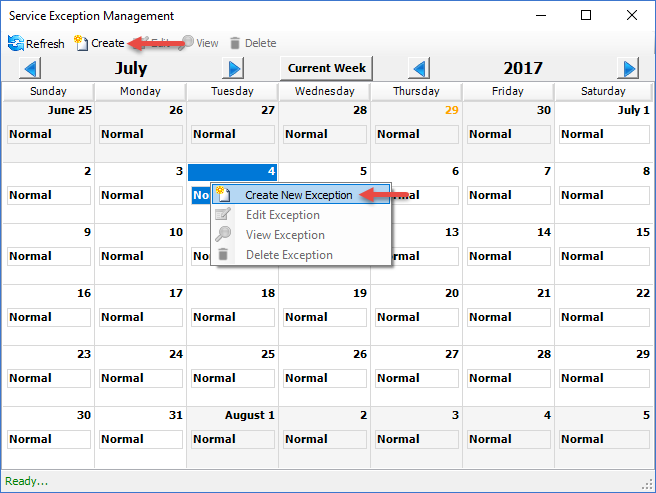 Service Exception Management
Refresh Create Edit View Delete
July Current Week 2017
Sunday Monday Tuesday Wednesday Thursday Friday Saturday
June 25 26 27 28 29 30 July 1
Normal Normal Normal Normal Normal Normal Normal
2 3 4 5 6 7 8
Normal Normal Normal Normal Normal
Create New Exception
Edit Exception
View Exception
Delete Exception
9 10 13 14 15
Normal Normal Normal Normal Normal
16 17 18 19 20 21 22
Normal Normal Normal Normal Normal Normal Normal
23 24 25 26 27 28 29
Normal Normal Normal Normal Normal Normal Normal
30 31 August 1 2 3 4 5
Normal Normal Normal Normal Normal Normal Normal
Ready...